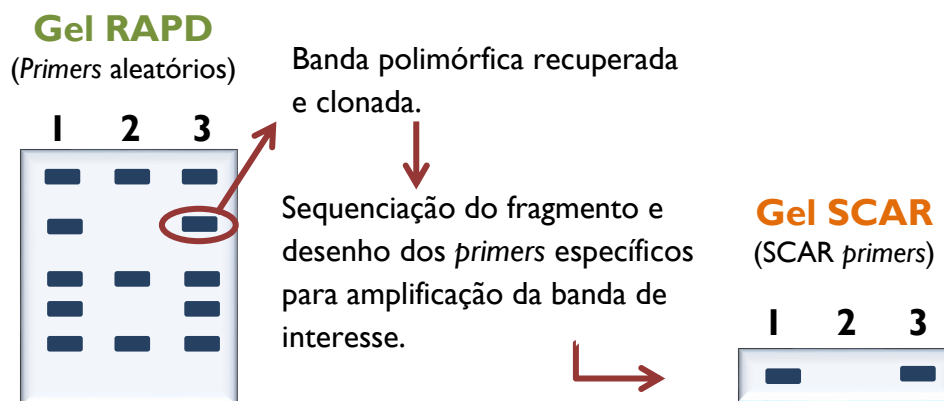 Gel RAPD
(Primers aleatórios)
1 2 3
Banda polimórfica recuperada
e clonada.
Sequenciação do fragmento e
desenho dos primers específicos
para amplificação da banda de
interesse.
Gel SCAR
(SCAR primers)
1 2 3